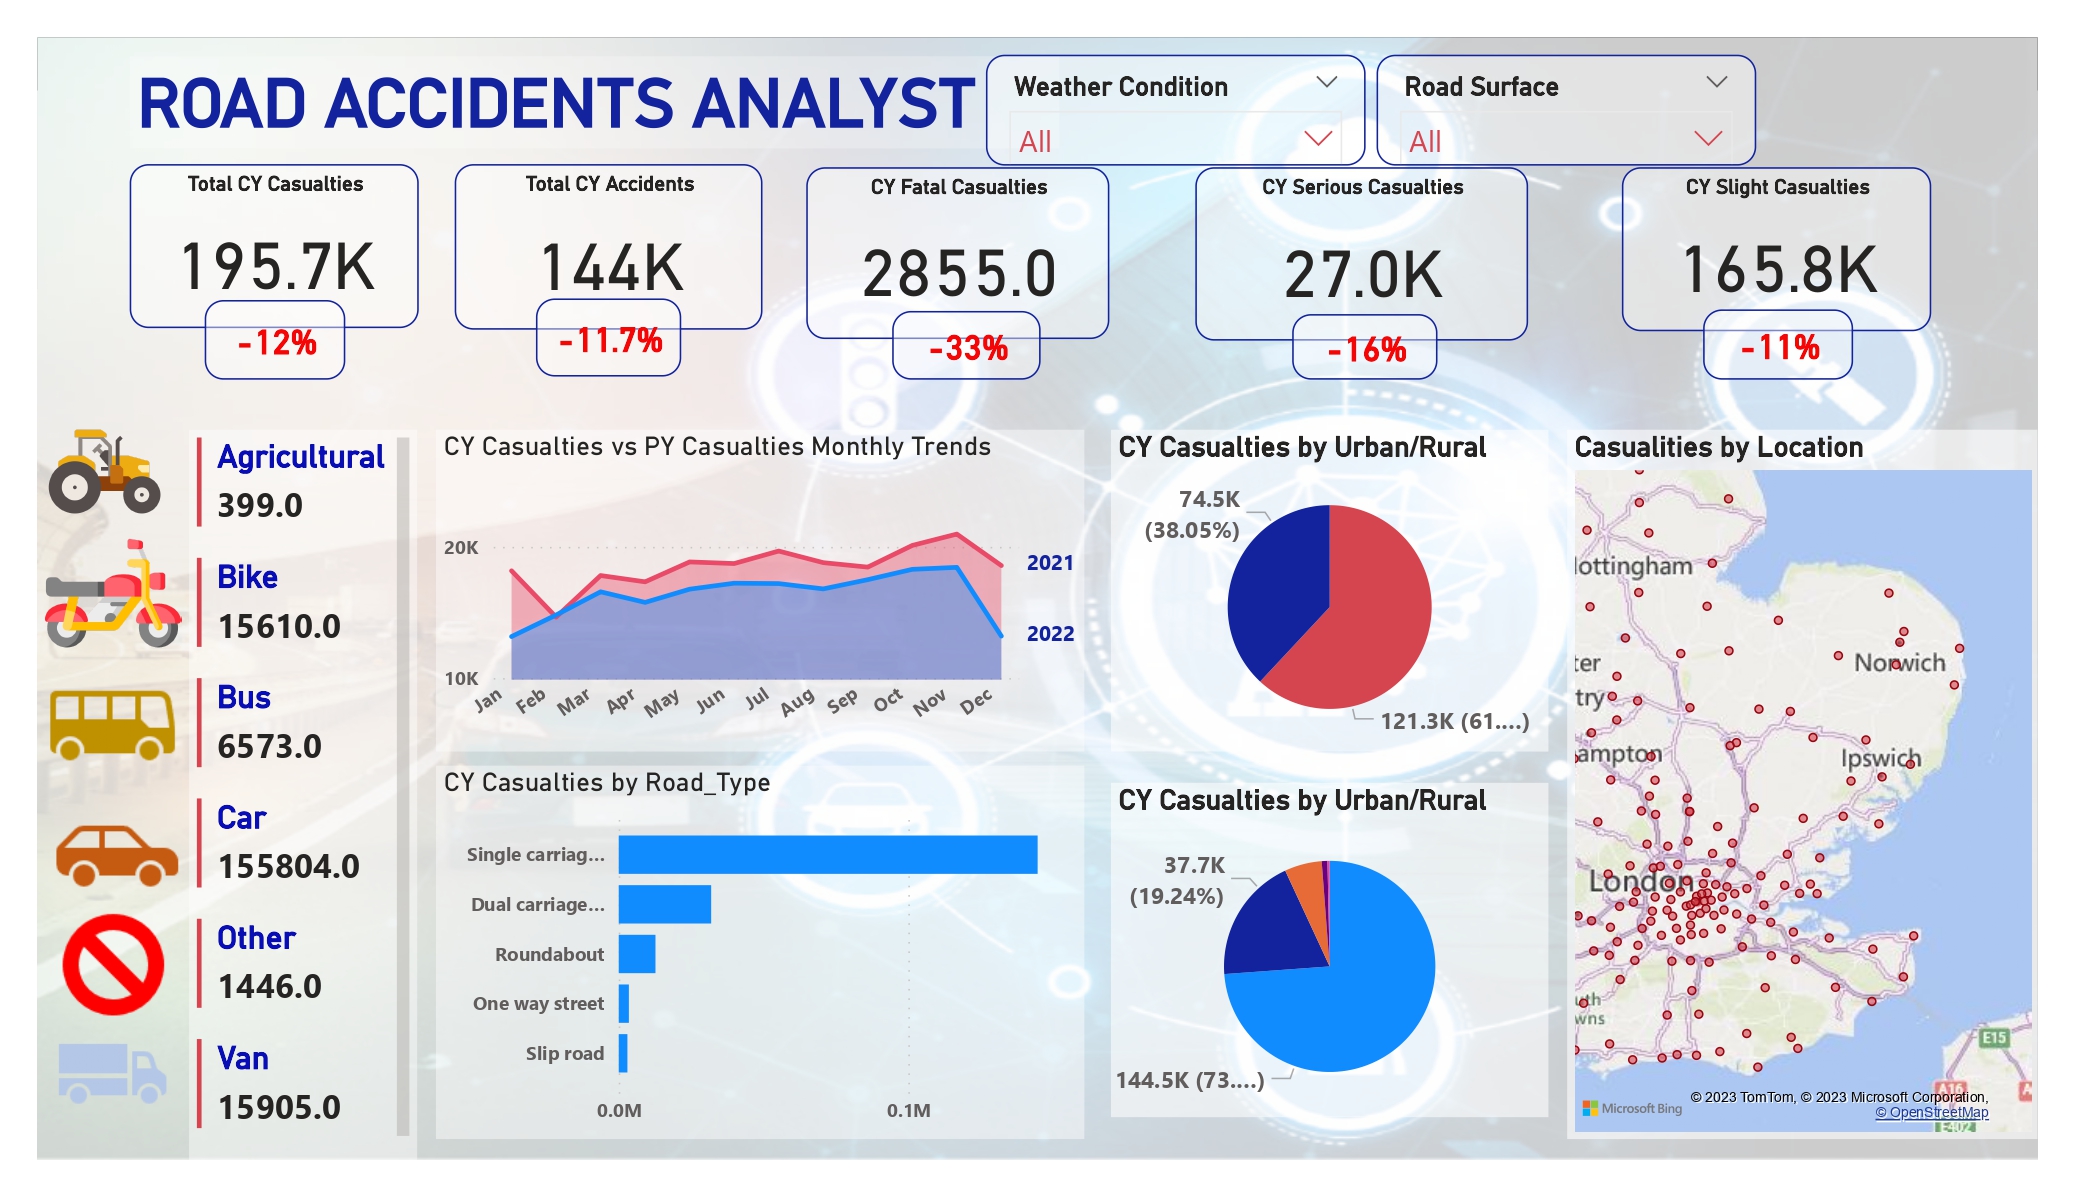 ROAD ACCIDENTS ANALYST
Weather Condition
All
Road Surface
All
Total CY Casualties
195.7K
-12%
Total CY Accidents
144K
-11.7%
CY Fatal Casualties
2855.0
-33%
CY Serious Casualties
27.0K
-16%
CY Slight Casualties
165.8K
-11%
Agricultural
399.0
Bike
15610.0
Bus
6573.0
Car
155804.0
Other
1446.0
Van
15905.0
CY Casualties vs PY Casualties Monthly Trends
20K
10K
2021
2022
Jan
Feb
Mar
Apr
May
Jun
Jul
Aug
Sep
Oct
Nov
Dec
CY Casualties by Road_Type
Single carriag...
Dual carriage...
Roundabout
One way street
Slip road
0.0M
0.1M
CY Casualties by Urban/Rural
74.5K
(38.05%)
121.3K (61....)
CY Casualties by Urban/Rural
37.7K
(19.24%)
144.5K (73....)
Casualities by Location
lottingham
Norwich
ter
try
ampton
Ipswich
London
uth
wns
E15
A16
A
E402
Microsoft Bing
© 2023 TomTom, © 2023 Microsoft Corporation,
© OpenStreetMap